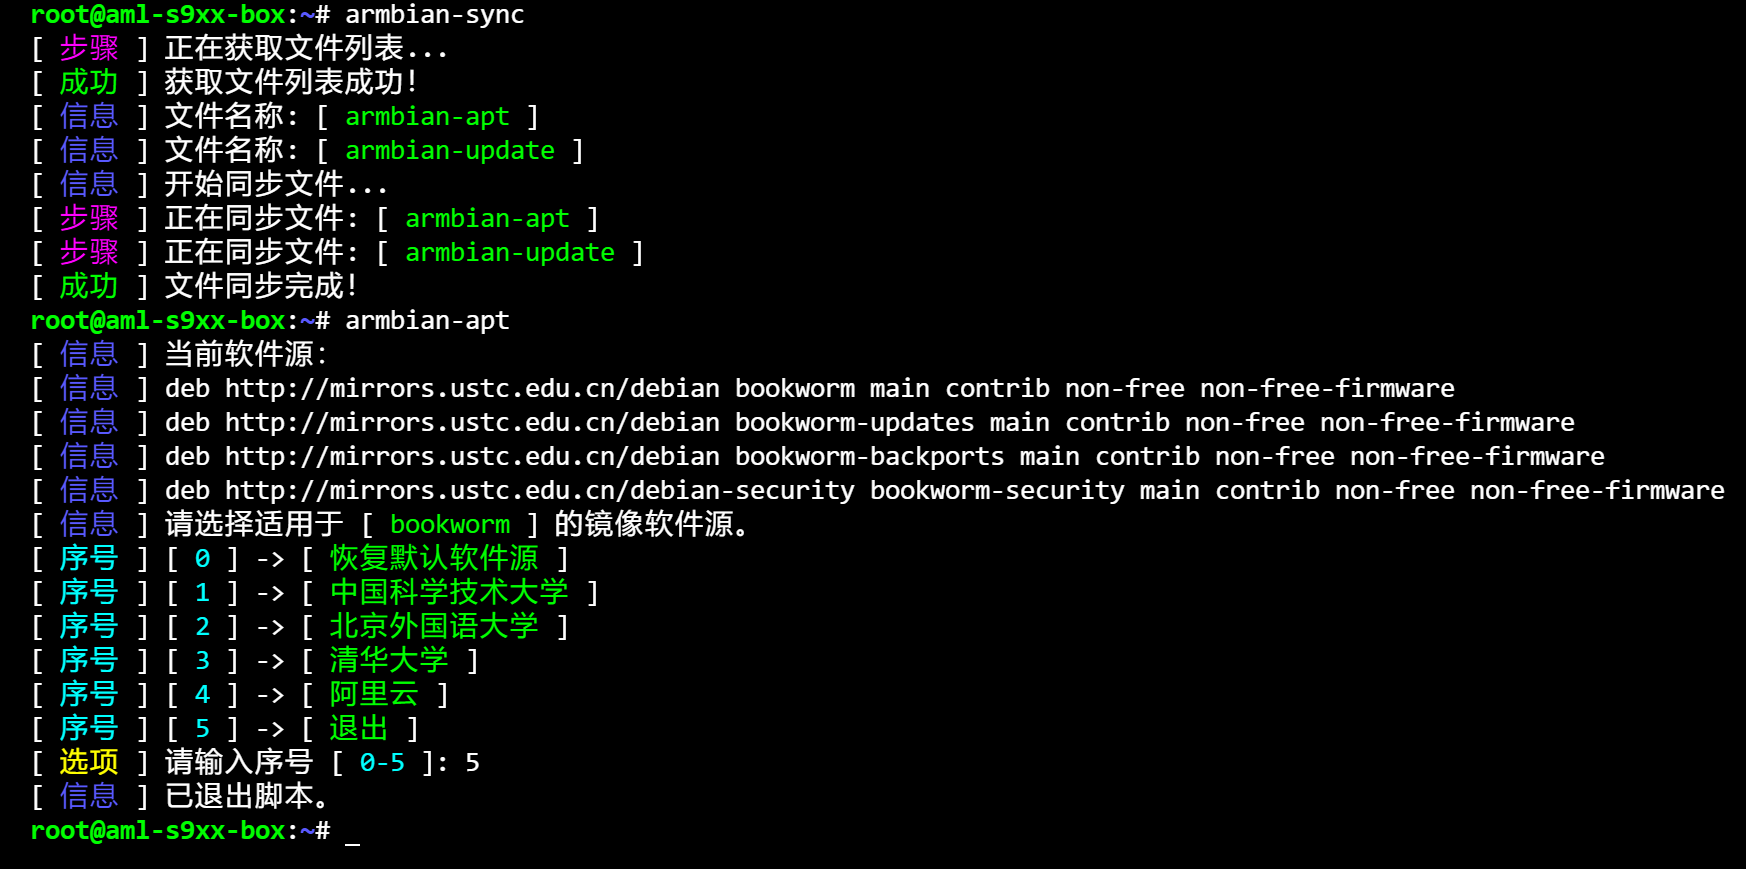 root@aml-s9xx-box:~# armbian-sync
[ 步骤 ] 正在获取文件列表...
[ 成功 ] 获取文件列表成功！
[ 信息 ] 文件名称: [ armbian-apt ]
[ 信息 ] 文件名称: [ armbian-update ]
[ 信息 ] 开始同步文件...
[ 步骤 ] 正在同步文件: [ armbian-apt ]
[ 步骤 ] 正在同步文件: [ armbian-update ]
[ 成功 ] 文件同步完成！
root@aml-s9xx-box:~# armbian-apt
[ 信息 ] 当前软件源：
[ 信息 ] deb http://mirrors.ustc.edu.cn/debian bookworm main contrib non-free non-free-firmware
[ 信息 ] deb http://mirrors.ustc.edu.cn/debian bookworm-updates main contrib non-free non-free-firmware
[ 信息 ] deb http://mirrors.ustc.edu.cn/debian bookworm-backports main contrib non-free non-free-firmware
[ 信息 ] deb http://mirrors.ustc.edu.cn/debian-security bookworm-security main contrib non-free non-free-firmware
[ 信息 ] 请选择适用于 [ bookworm ] 的镜像软件源。
[ 序号 ] [ 0 ] -> [ 恢复默认软件源 ]
[ 序号 ] [ 1 ] -> [ 中国科学技术大学 ]
[ 序号 ] [ 2 ] -> [ 北京外国语大学 ]
[ 序号 ] [ 3 ] -> [ 清华大学 ]
[ 序号 ] [ 4 ] -> [ 阿里云 ]
[ 序号 ] [ 5 ] -> [ 退出 ]
[ 选项 ] 请输入序号 [ 0-5 ]: 5
[ 信息 ] 已退出脚本。
root@aml-s9xx-box:~# _